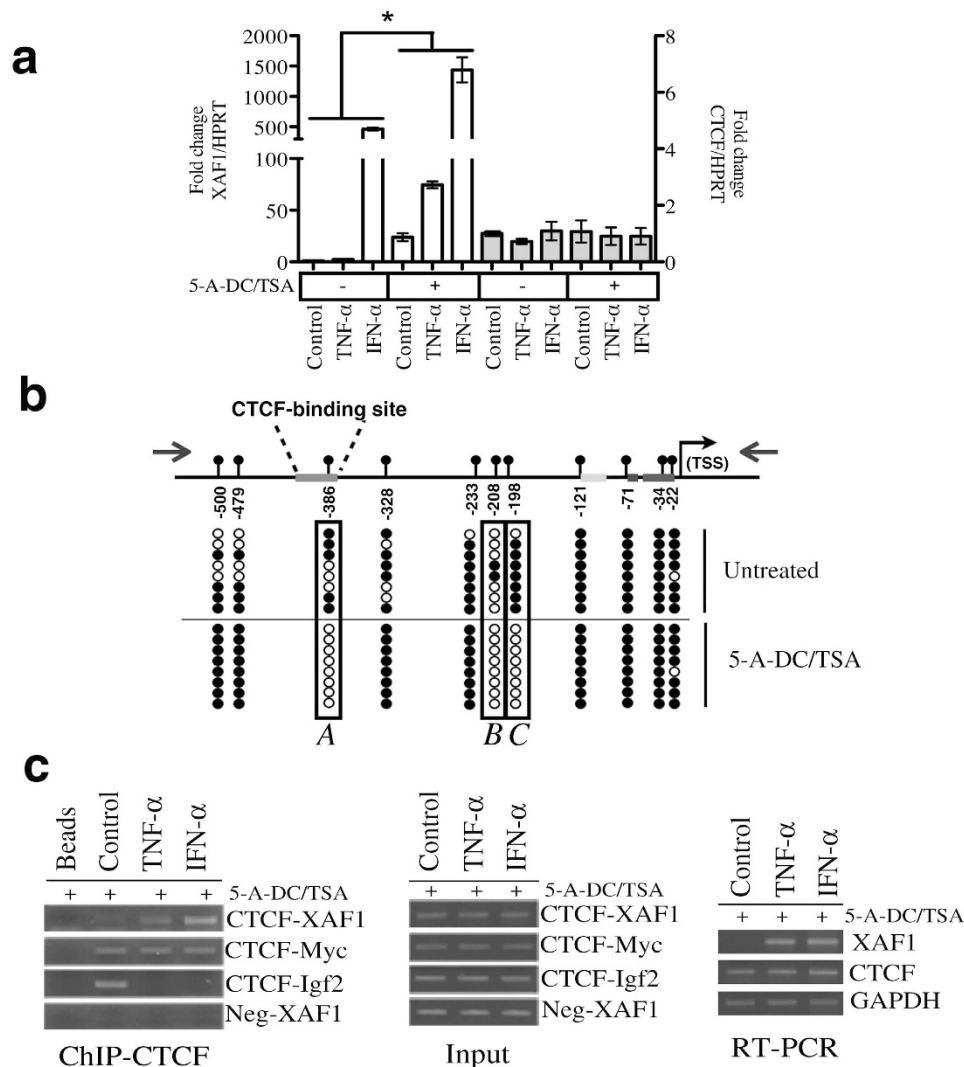 a
*
2000
1500
1000
500
100
50
0
Fold change
XAF1/HPRT
8
6
4
2
0
Fold change
CTCF/HPRT
5-A-DC/TSA - + - +
Control TNF-α IFN-α Control TNF-α IFN-α Control TNF-α IFN-α Control TNF-α IFN-α
b
CTCF-binding site
(TSS)
-500 -479 -386 -328 -233 -208 -198 -121 -71 -34 -22
Untreated
5-A-DC/TSA
A B C
c
Beads Control TNF-α IFN-α
+ + + + 5-A-DC/TSA
CTCF-XAF1
CTCF-Myc
CTCF-Igf2
Neg-XAF1
ChIP-CTCF
Control TNF-α IFN-α
+ + + 5-A-DC/TSA
CTCF-XAF1
CTCF-Myc
CTCF-Igf2
Neg-XAF1
Input
Control TNF-α IFN-α
+ + + 5-A-DC/TSA
XAF1
CTCF
GAPDH
RT-PCR